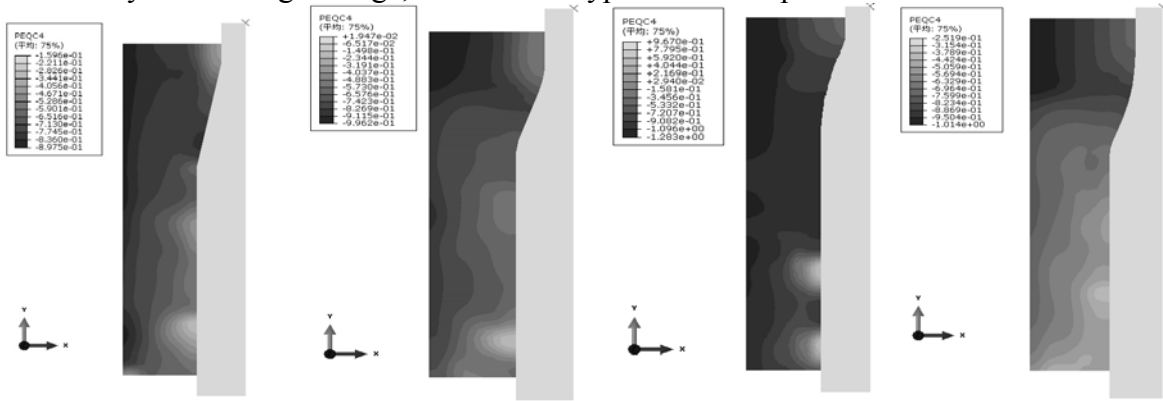 PEQC4
(平均: 75%)
-1.596e-01
-2.211e-01
-2.826e-01
-3.441e-01
-4.056e-01
-4.671e-01
-5.286e-01
-5.901e-01
-6.516e-01
-7.130e-01
-7.745e-01
-8.360e-01
-8.975e-01
Y
X
PEQC4
(平均: 75%)
+1.947e-02
-6.517e-02
-1.498e-01
-2.344e-01
-3.191e-01
-4.037e-01
-4.883e-01
-5.730e-01
-6.576e-01
-7.423e-01
-8.269e-01
-9.115e-01
-9.962e-01
Y
X
PEQC4
(平均: 75%)
+9.670e-01
+7.795e-01
+5.920e-01
+4.044e-01
+2.169e-01
+2.940e-02
-1.581e-01
-3.456e-01
-5.332e-01
-7.207e-01
-9.082e-01
-1.096e+00
-1.283e+00
Y
X
PEQC4
(平均: 75%)
-2.519e-01
-3.154e-01
-3.789e-01
-4.424e-01
-5.059e-01
-5.694e-01
-6.329e-01
-6.964e-01
-7.599e-01
-8.234e-01
-8.869e-01
-9.504e-01
-1.014e+00
Y
X